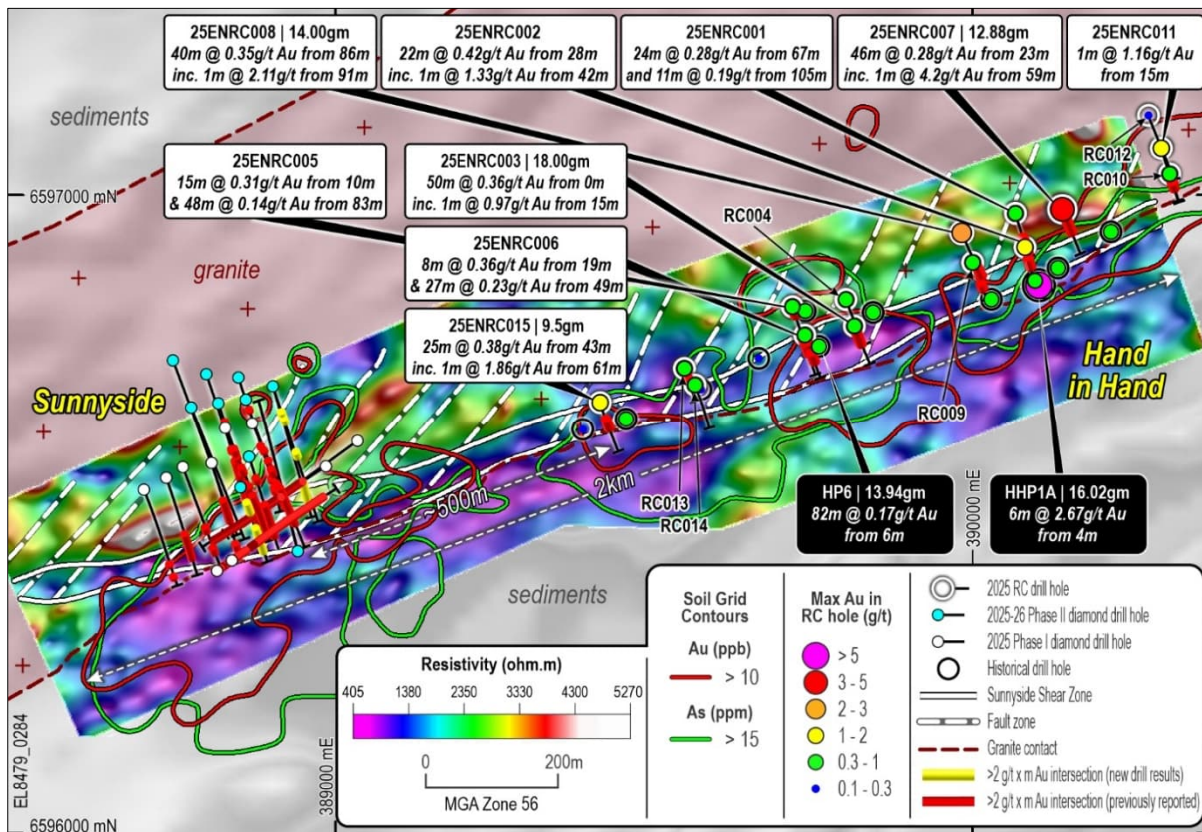 25ENRC008 | 14.00gm
40m @ 0.35g/t Au from 86m
inc. 1m @ 2.11g/t from 91m
25ENRC002
22m @ 0.42g/t Au from 28m
inc. 1m @ 1.33g/t from 42m
25ENRC001
24m @ 0.28g/t Au from 67m
and 11m @ 0.19g/t from 105m
25ENRC007 | 12.88gm
46m @ 0.28g/t Au from 23m
inc. 1m @ 4.2g/t Au from 59m
25ENRC011
1m @ 1.16g/t Au
from 15m
sediments
25ENRC005
15m @ 0.31g/t Au from 10m
& 48m @ 0.14g/t Au from 83m
25ENRC003 | 18.00gm
50m @ 0.36g/t Au from 0m
inc. 1m @ 0.97g/t Au from 15m
RC012
RC010
6597000 mN
RC004
granite
25ENRC006
8m @ 0.36g/t Au from 19m
& 27m @ 0.23g/t Au from 49m
25ENRC015 | 9.5gm
25m @ 0.38g/t Au from 43m
inc. 1m @ 1.86g/t Au from 61m
Sunnyside
Hand
in Hand
RC009
~500m
2km
RC013
RC014
HP6 | 13.94gm
82m @ 0.17g/t Au
from 6m
HHP1A | 16.02gm
6m @ 2.67g/t Au
from 4m
390000 mE
sediments
Resistivity (ohm.m)
405 1380 2350 3330 4300 5270
0 200m
MGA Zone 56
Soil Grid
Contours
Au (ppb)
> 10
As (ppm)
> 15
Max Au in
RC hole (g/t)
> 5
3 - 5
2 - 3
1 - 2
0.3 - 1
0.1 - 0.3
2025 RC drill hole
2025-26 Phase II diamond drill hole
2025 Phase I diamond drill hole
Historical drill hole
Sunnyside Shear Zone
Fault zone
Granite contact
>2 g/t x m Au intersection (new drill results)
>2 g/t x m Au intersection (previously reported)
EL8479_0284
389000 mE
6596000 mN